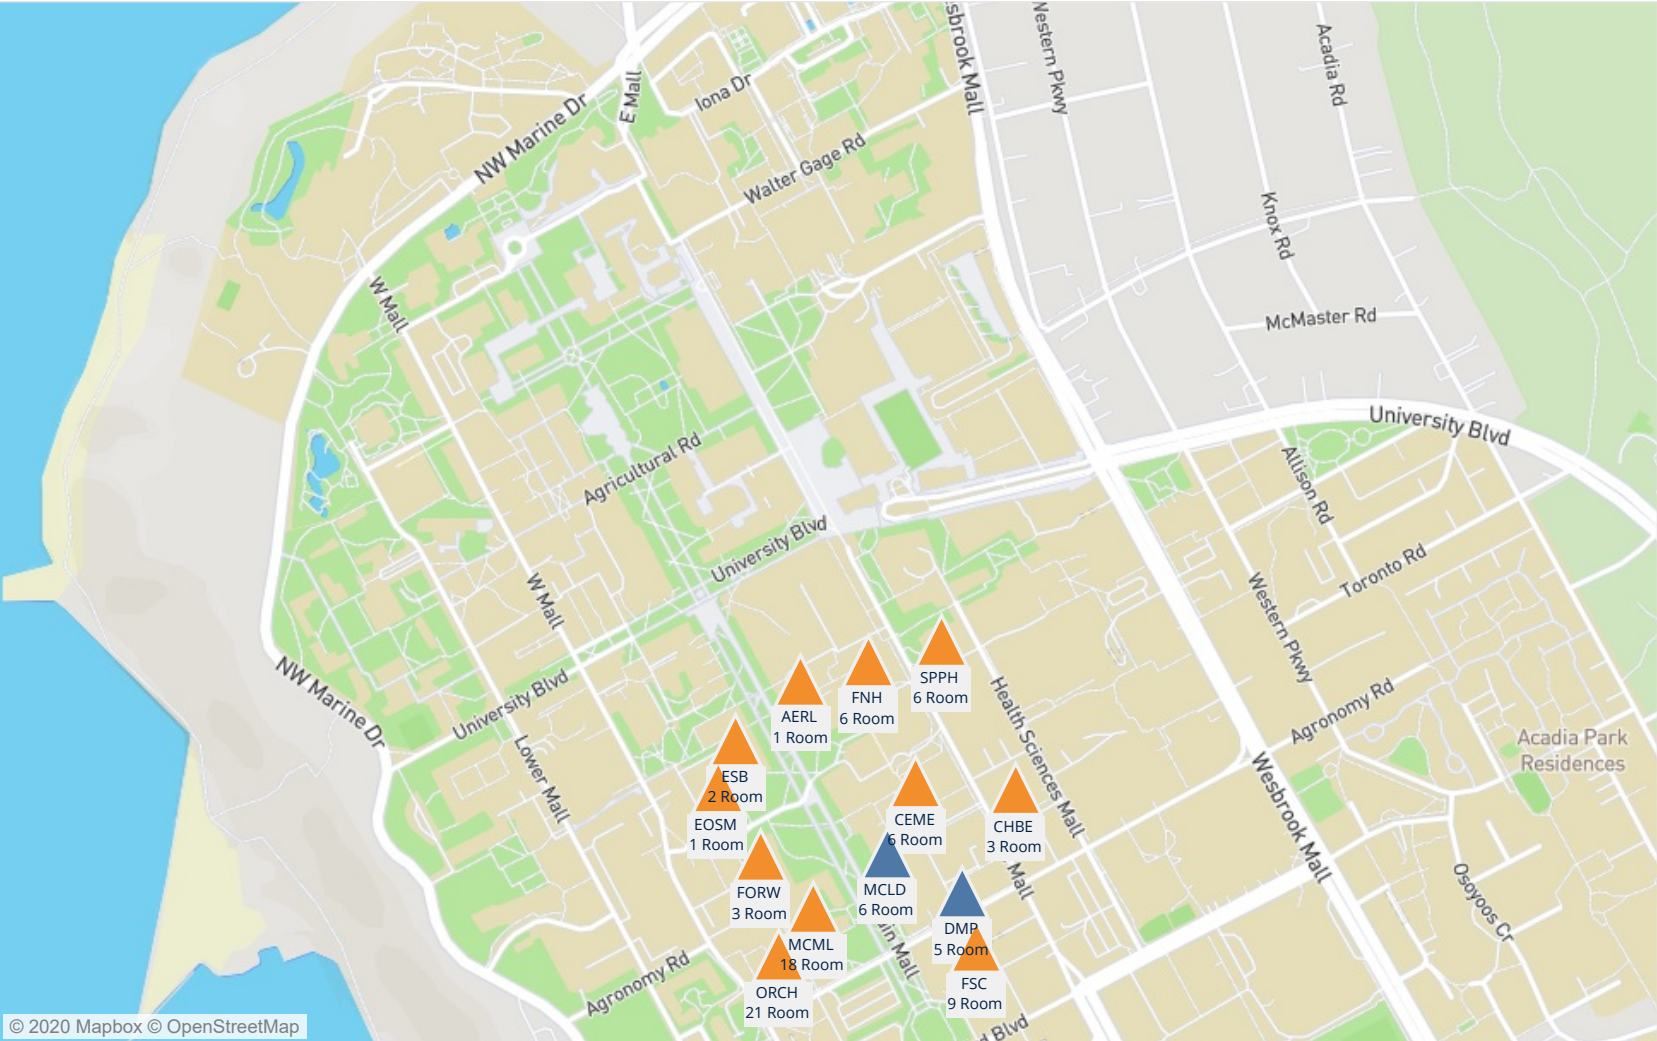 sbrook Mall
Western Pkwy
Acadia Rd
E Mall
Iona Dr
NW Marine Dr
Walter Gage Rd
Knox Rd
W Mall
McMaster Rd
University Blvd
Agricultural Rd
Allison Rd
University Blvd
Toronto Rd
W Mall
Western Pkwy
NW Marine Dr
University Blvd
SPPH
6 Room
FNH
6 Room
AERL
1 Room
Health Sciences Mall
Agronomy Rd
Acadia Park
Residences
Lower Mall
ESB
2 Room
EOSM
1 Room
CEME
6 Room
CHBE
3 Room
Wesbrook Mall
FORW
3 Room
MCLD
6 Room
Mall
Osoyoos Cr
DMP
5 Room
MCML
18 Room
in Mall
Agronomy Rd
ORCH
21 Room
FSC
9 Room
d Blvd
© 2020 Mapbox © OpenStreetMap